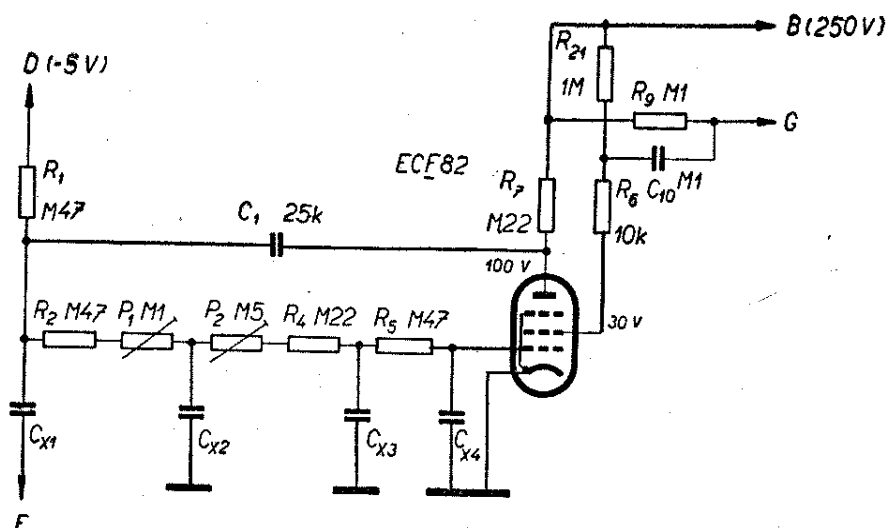 B (250 V)
D (-5 V)
R21
1M
R9 M1
G
ECF82
R1
M47
R7
M22
R6
10k
C10
M1
C1 25k
100 V
30 V
R2 M47
P1 M1
P2 M5
R4 M22
R5 M47
Cx1
Cx2
Cx3
Cx4